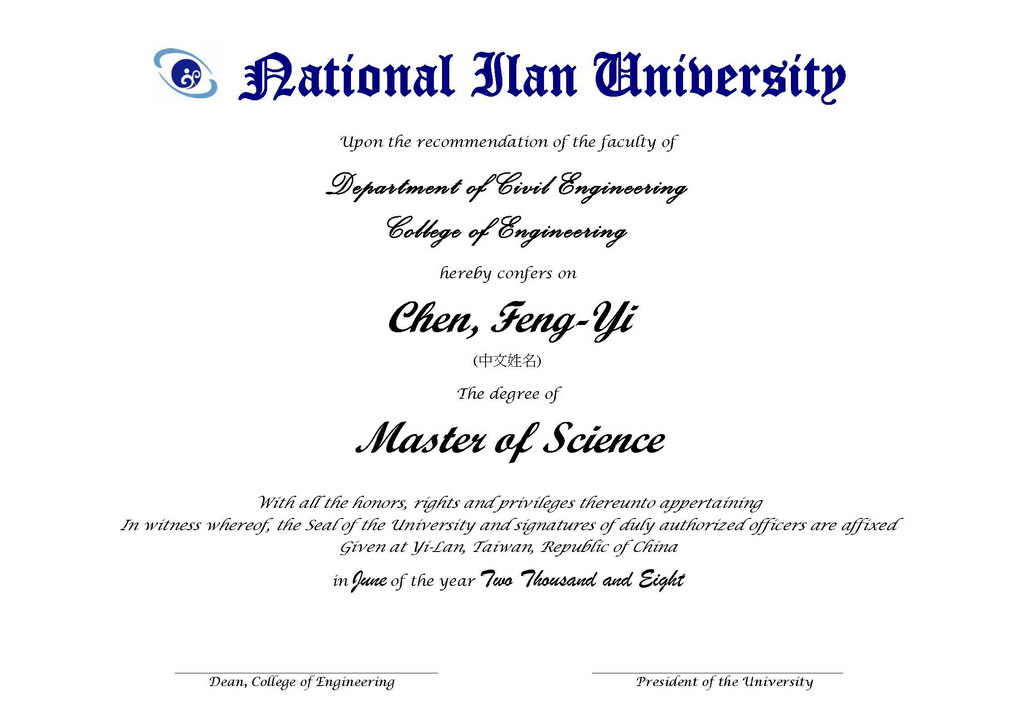 National Ilan University
Upon the recommendation of the faculty of
Department of Civil Engineering
College of Engineering
hereby confers on
Chen, Feng-Yi
(中文姓名)
The degree of
Master of Science
With all the honors, rights and privileges thereunto appertaining
In witness whereof, the Seal of the University and signatures of duly authorized officers are affixed
Given at Yi-Lan, Taiwan, Republic of China
in June of the year Two Thousand and Eight
Dean, College of Engineering President of the University